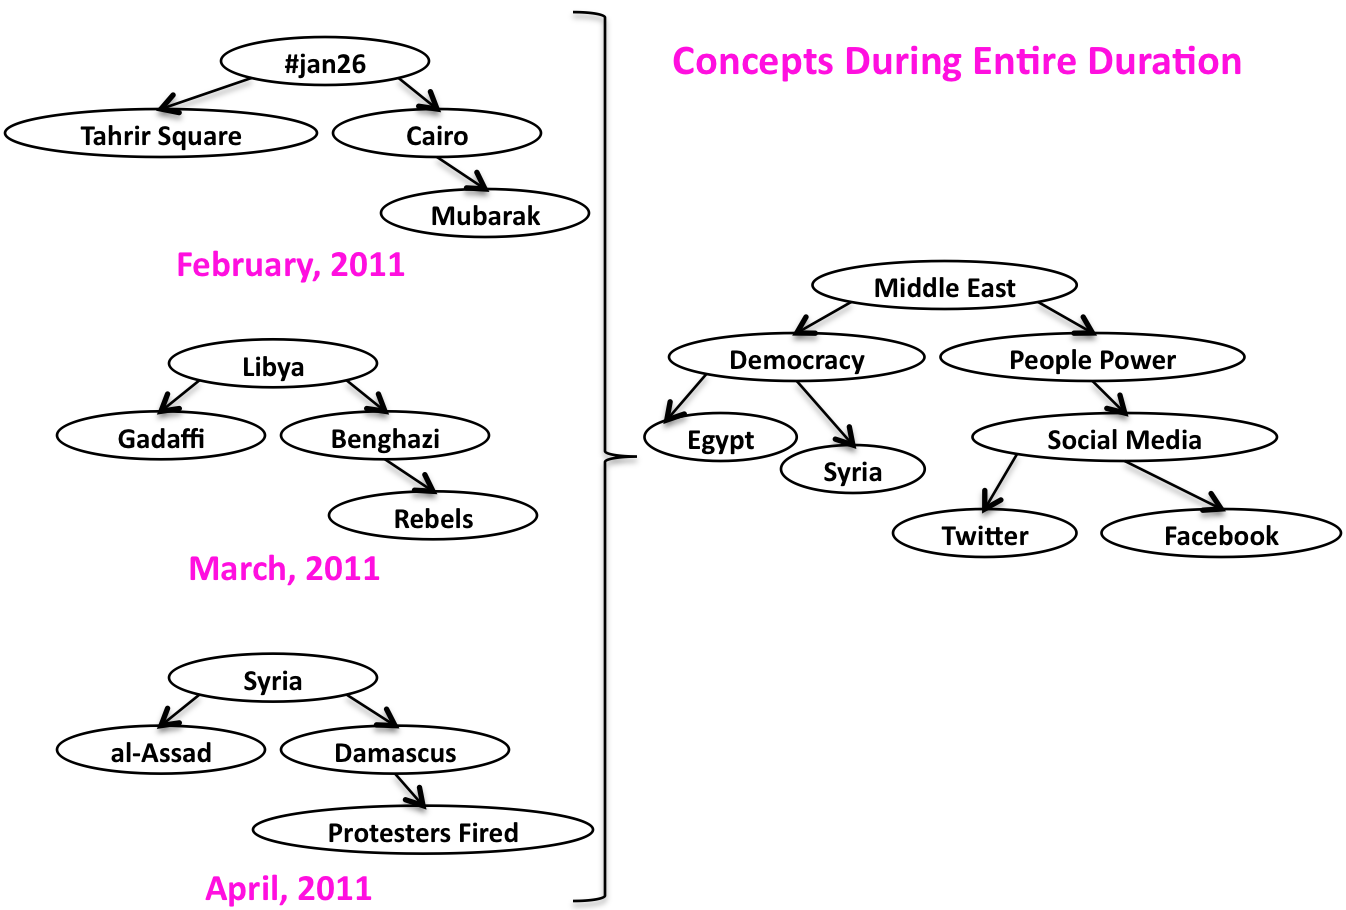 #jan26
Tahrir Square
Cairo
Mubarak
February, 2011
Libya
Gadaffi
Benghazi
Rebels
March, 2011
Syria
al-Assad
Damascus
Protesters Fired
April, 2011
Concepts During Entire Duration
Middle East
Democracy
People Power
Egypt
Syria
Social Media
Twitter
Facebook